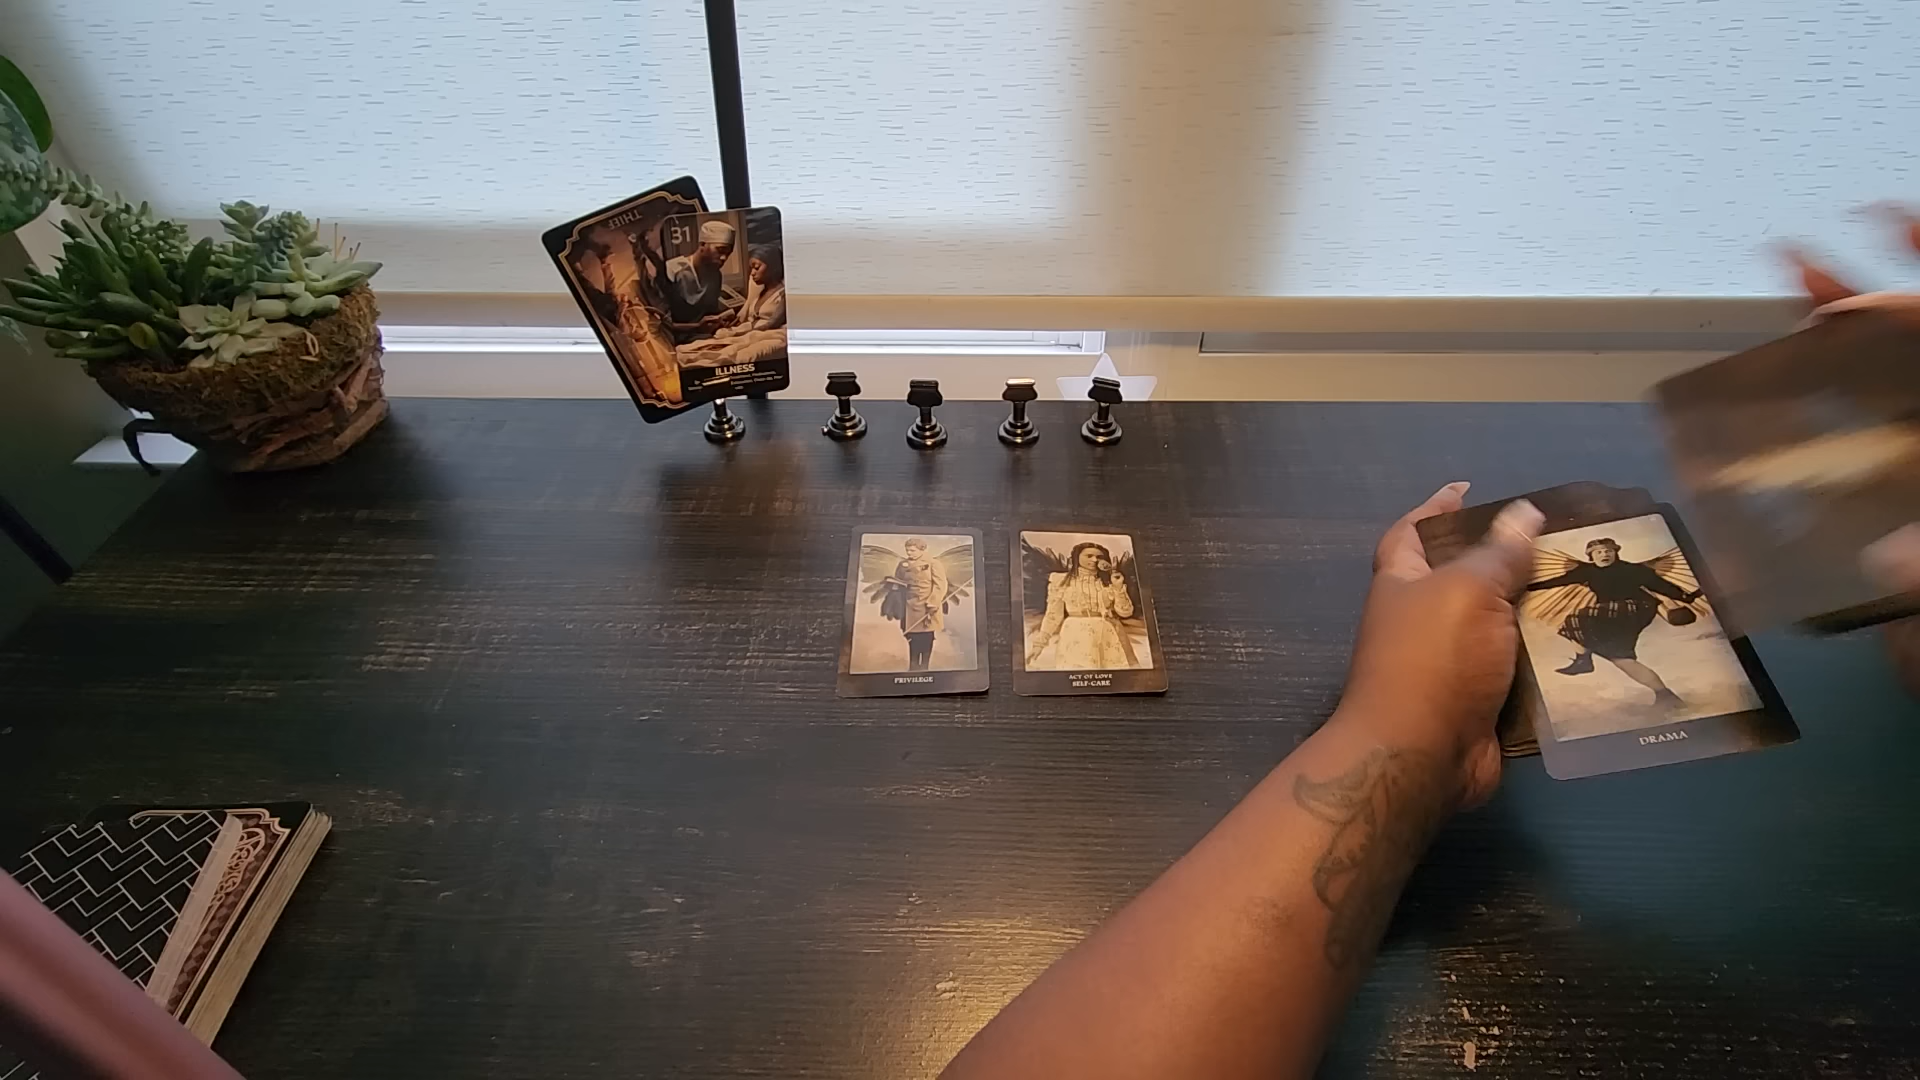 THIEF
31
ILLNESS
PRIVILEGE
ACT OF LOVE
SELF-CARE
DRAMA